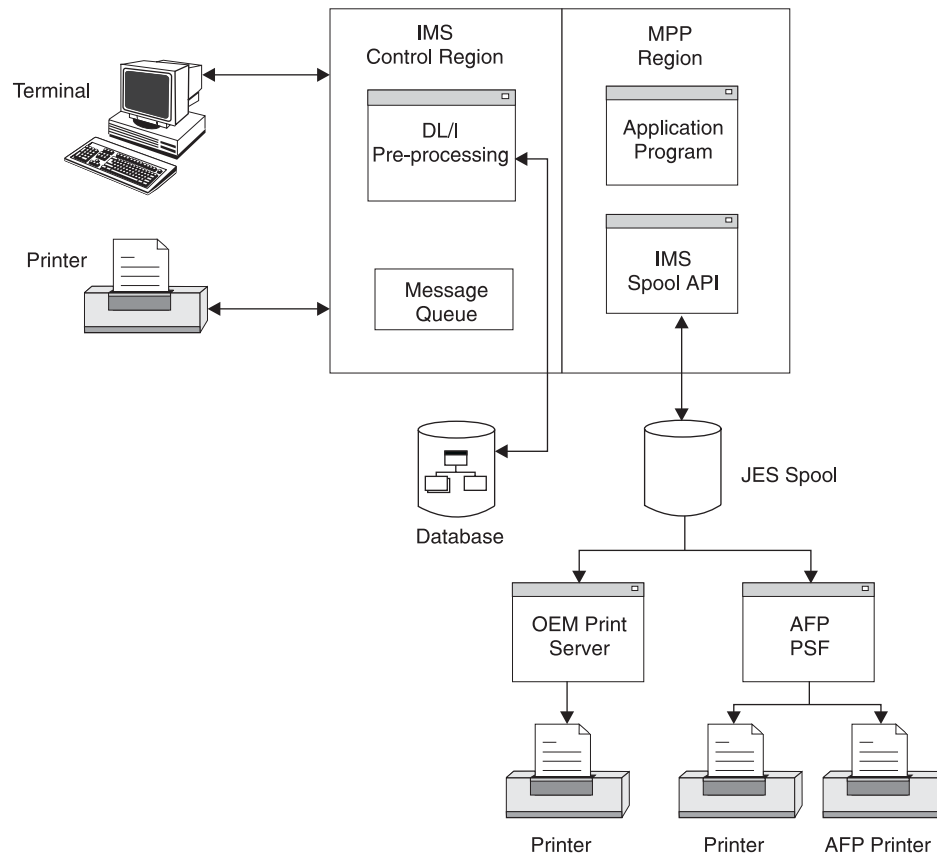 IMS
Control Region
MPP
Region
Terminal
DL/I
Pre-processing
Application
Program
Printer
Message
Queue
IMS
Spool API
JES Spool
Database
OEM Print
Server
AFP
PSF
Printer
Printer
AFP Printer